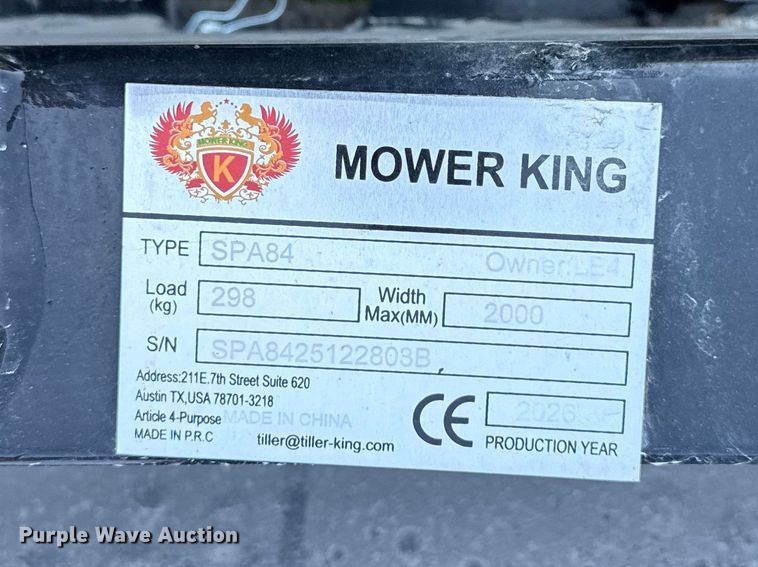 MOWER KING
K
MOWER KING
TYPE SPA84 Owner:LE4
Load (kg) 298 Width Max(MM) 2000
S/N SPA8425122803B
Address:211E.7th Street Suite 620
Austin TX,USA 78701-3218
Article 4-Purpose MADE IN CHINA
MADE IN P.R.C tiller@tiller-king.com
CE 2026
PRODUCTION YEAR
Purple Wave Auction